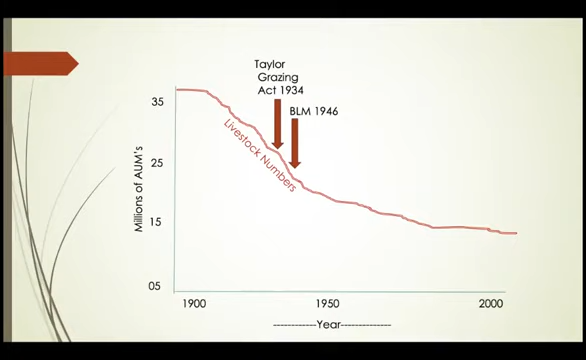 Taylor
Grazing
Act 1934
BLM 1946
35
25
15
05
Millions of AUM's
Livestock Numbers
1900
1950
2000
------------Year--------------